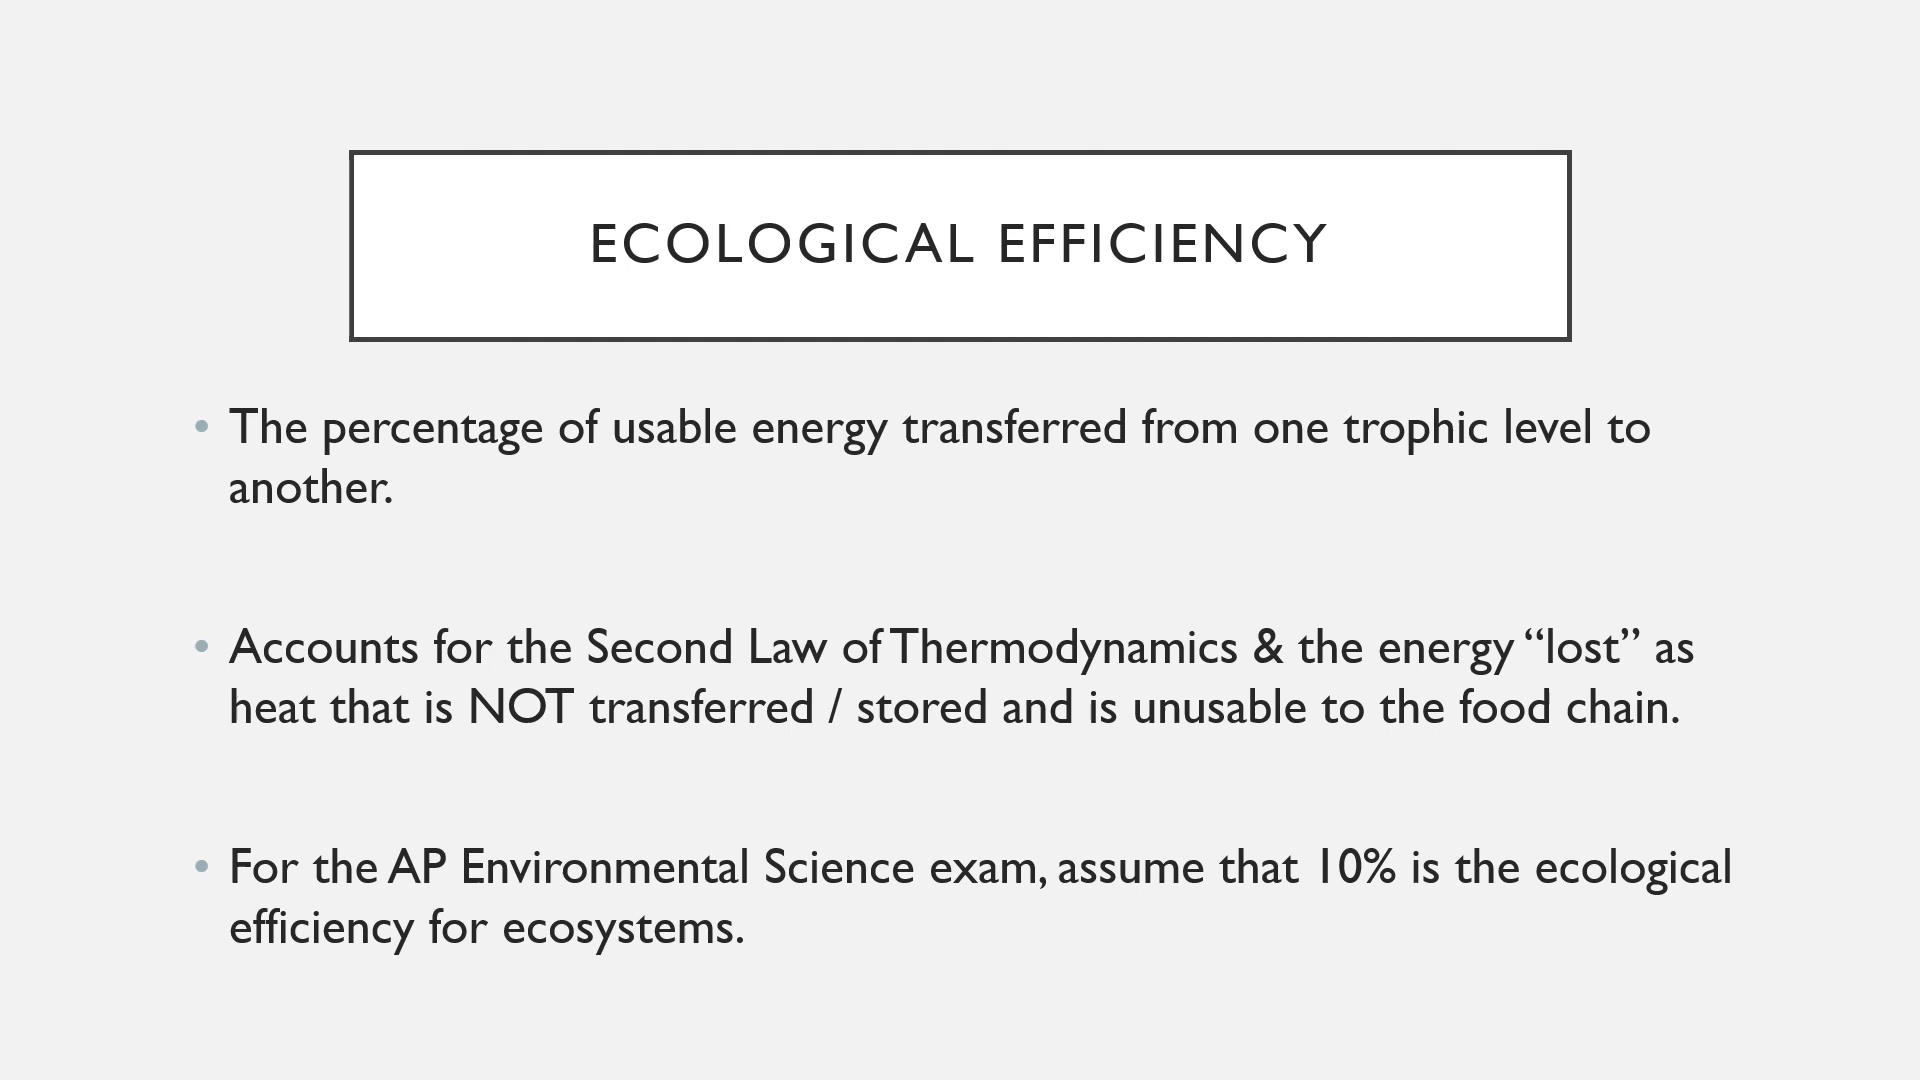 ECOLOGICAL EFFICIENCY
• The percentage of usable energy transferred from one trophic level to
another.
• Accounts for the Second Law of Thermodynamics & the energy “lost” as
heat that is NOT transferred / stored and is unusable to the food chain.
• For the AP Environmental Science exam, assume that 10% is the ecological
efficiency for ecosystems.